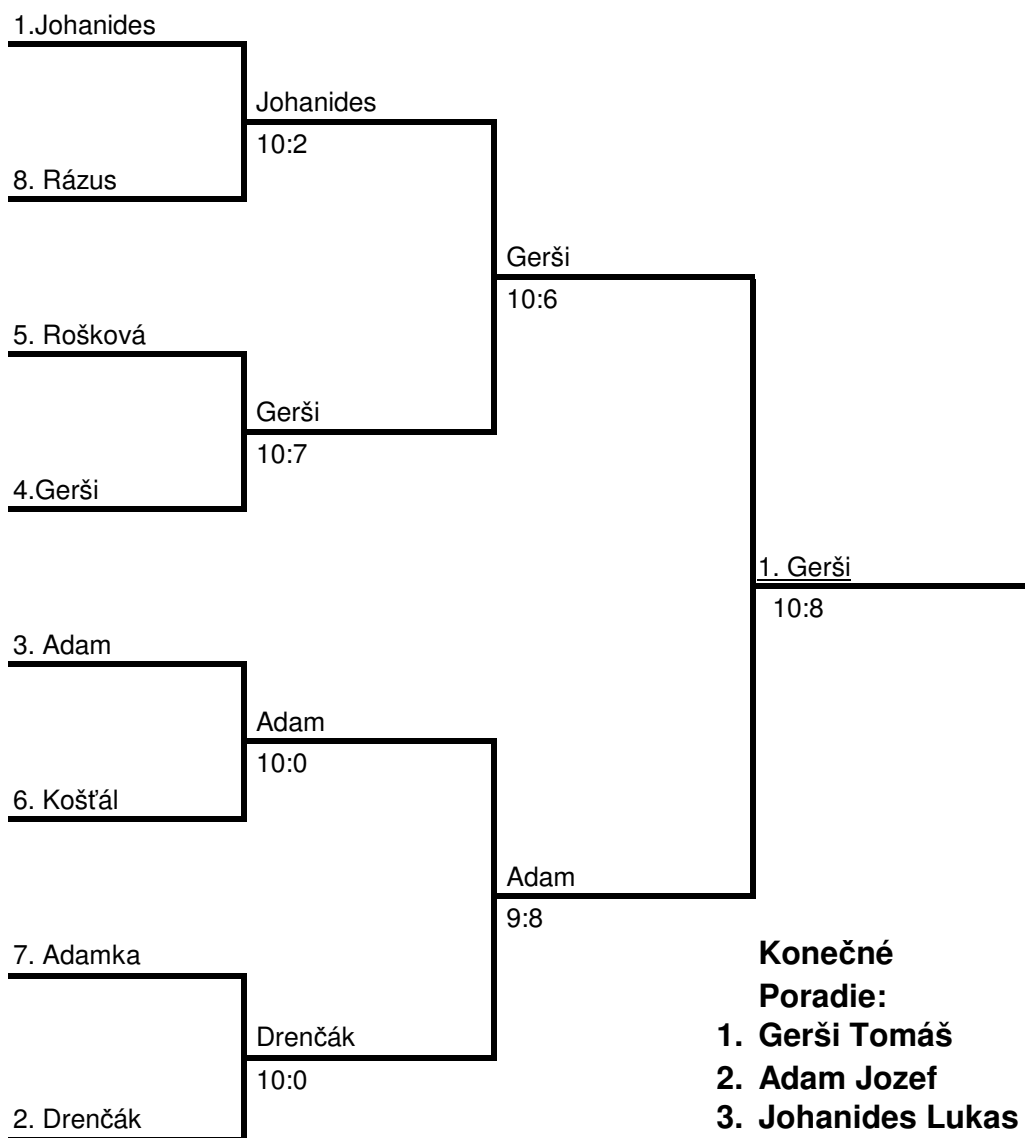 1.Johanides
Johanides
10:2
8. Rázus
Gerši
10:6
5. Rošková
Gerši
10:7
4.Gerši
1. Gerši
10:8
3. Adam
Adam
10:0
6. Košťál
Adam
9:8
7. Adamka
Drenčák
10:0
2. Drenčák
Konečné
Poradie:
1. Gerši Tomáš
2. Adam Jozef
3. Johanides Lukas